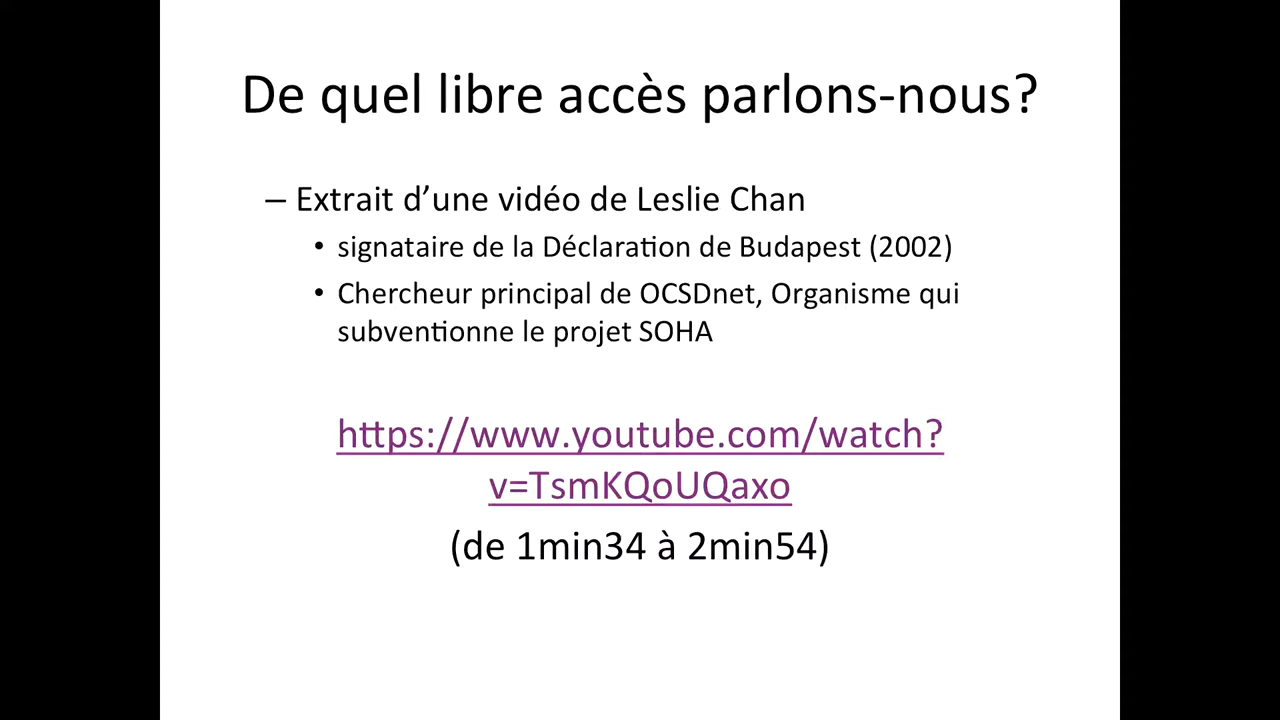 De quel libre accès parlons-nous?
– Extrait d’une vidéo de Leslie Chan
• signataire de la Déclaration de Budapest (2002)
• Chercheur principal de OCSDnet, Organisme qui
subventionne le projet SOHA
https://www.youtube.com/watch?
v=TsmKQoUQaxo
(de 1min34 à 2min54)